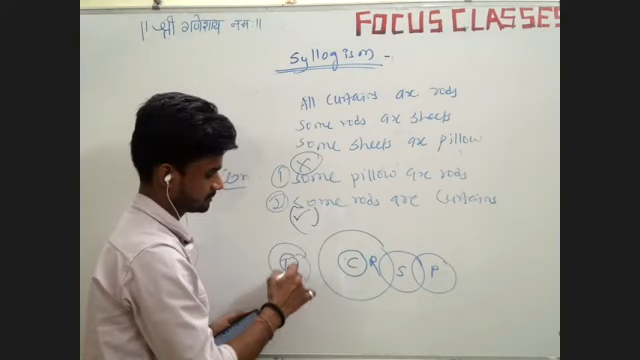 || श्री गणेशाय नमः ||
FOCUS CLASSES
Syllogism -
All curtains are rods
Some rods are sheets
Some sheets are pillow
① Some pillow are rods
② Some rods are curtains
C R S P